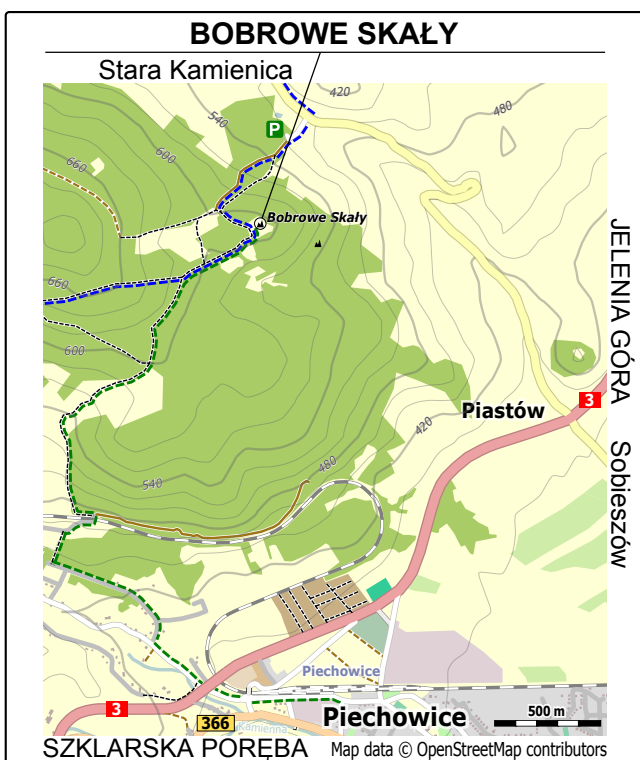 BOBROWE SKAŁY
Stara Kamienica
420
480
540
P
600
660
Bobrowe Skały
660
600
JELENIA GÓRA
Sobieszów
3
Piastów
420
480
540
Piechowice
3
366
Kamienna
Piechowice
500 m
SZKLARSKA PORĘBA
Map data © OpenStreetMap contributors